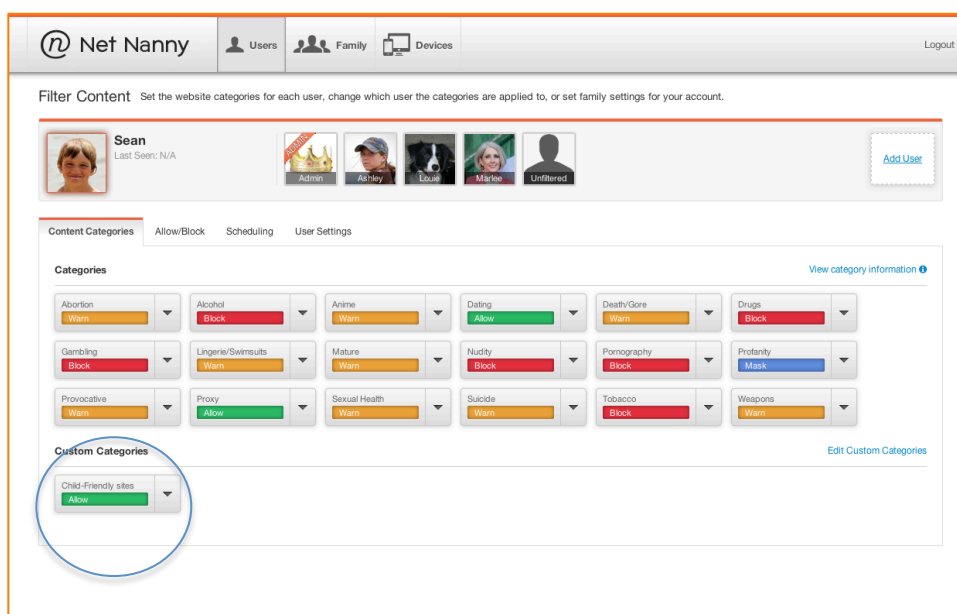 n Net Nanny Users Family Devices Logout
Filter Content Set the website categories for each user, change which user the categories are applied to, or set family settings for your account.
Sean
Last Seen: N/A
ADMIN
Admin Ashley Louie Marlee Unfiltered
Add User
Content Categories Allow/Block Scheduling User Settings
Categories View category information
Abortion Alcohol Anime Dating Death/Gore Drugs
Warn Block Warn Allow Warn Block
Gambling Lingerie/Swimsuits Mature Nudity Pornography Profanity
Block Warn Warn Block Block Mask
Provocative Proxy Sexual Health Suicide Tobacco Weapons
Warn Allow Warn Warn Block Warn
Custom Categories Edit Custom Categories
Child-Friendly sites
Allow